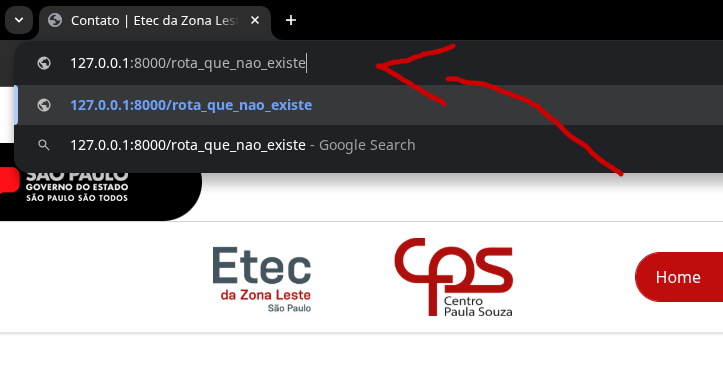 Contato | Etec da Zona Les
127.0.0.1:8000/rota_que_nao_existe
127.0.0.1:8000/rota_que_nao_existe
127.0.0.1:8000/rota_que_nao_existe - Google Search
SÃO PAULO
GOVERNO DO ESTADO
SÃO PAULO SÃO TODOS
Etec
da Zona Leste
São Paulo
CPS
Centro
Paula Souza
Home